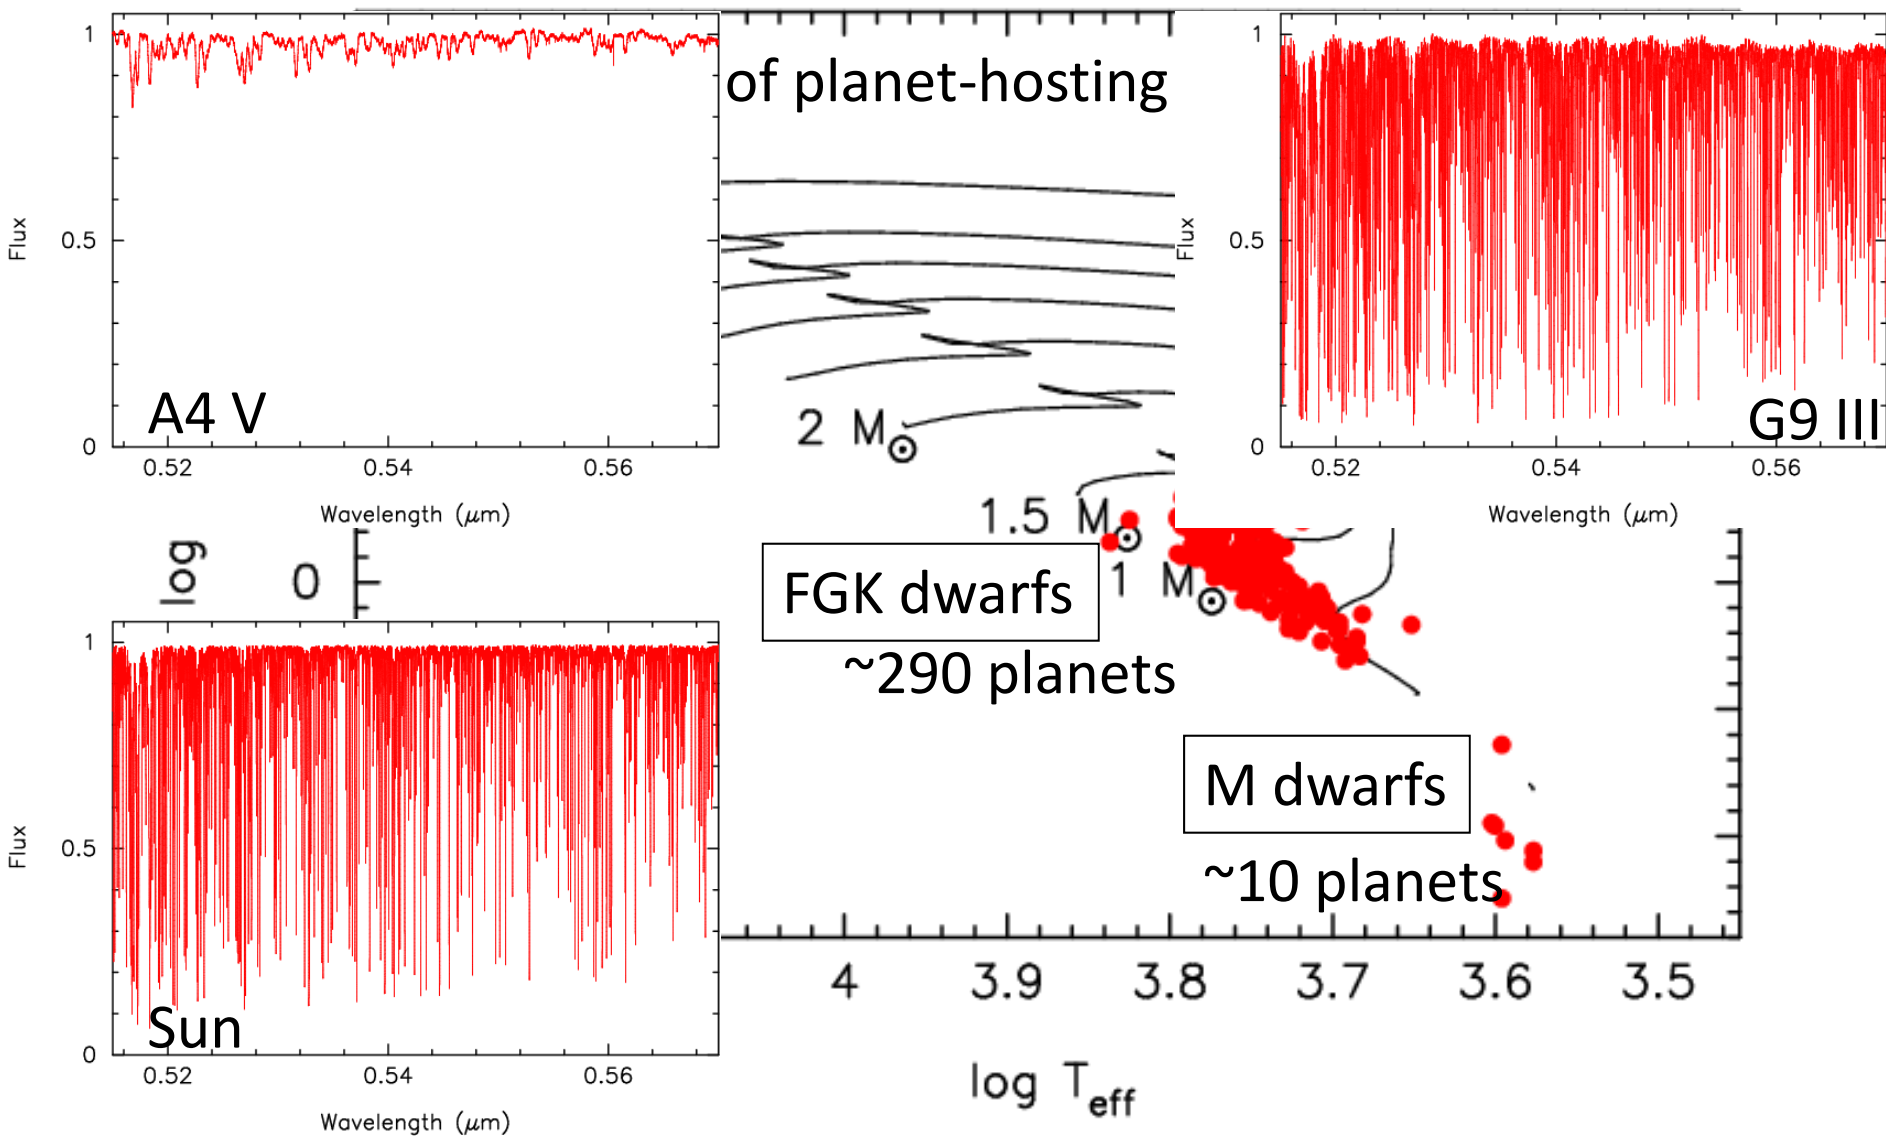 of planet-hosting
1
0.5
0
Flux
A4 V
0.52 0.54 0.56
Wavelength (μm)
1
0.5
0
Flux
G9 III
0.52 0.54 0.56
Wavelength (μm)
2 M⊙
1.5 M⊙
1 M⊙
log
0
FGK dwarfs
~290 planets
M dwarfs
~10 planets
1
0.5
0
Flux
Sun
0.52 0.54 0.56
Wavelength (μm)
4 3.9 3.8 3.7 3.6 3.5
log Teff